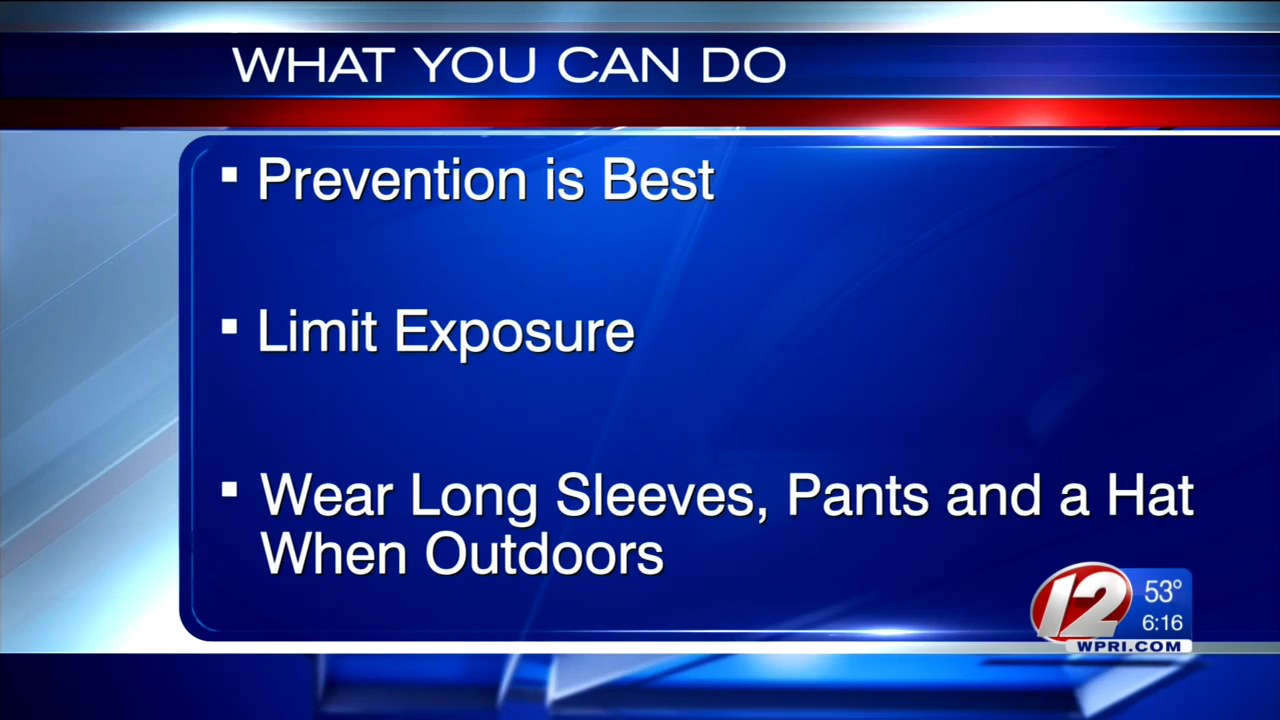 WHAT YOU CAN DO
▪ Prevention is Best
▪ Limit Exposure
▪ Wear Long Sleeves, Pants and a Hat
When Outdoors
12
53°
6:16
WPRI.COM